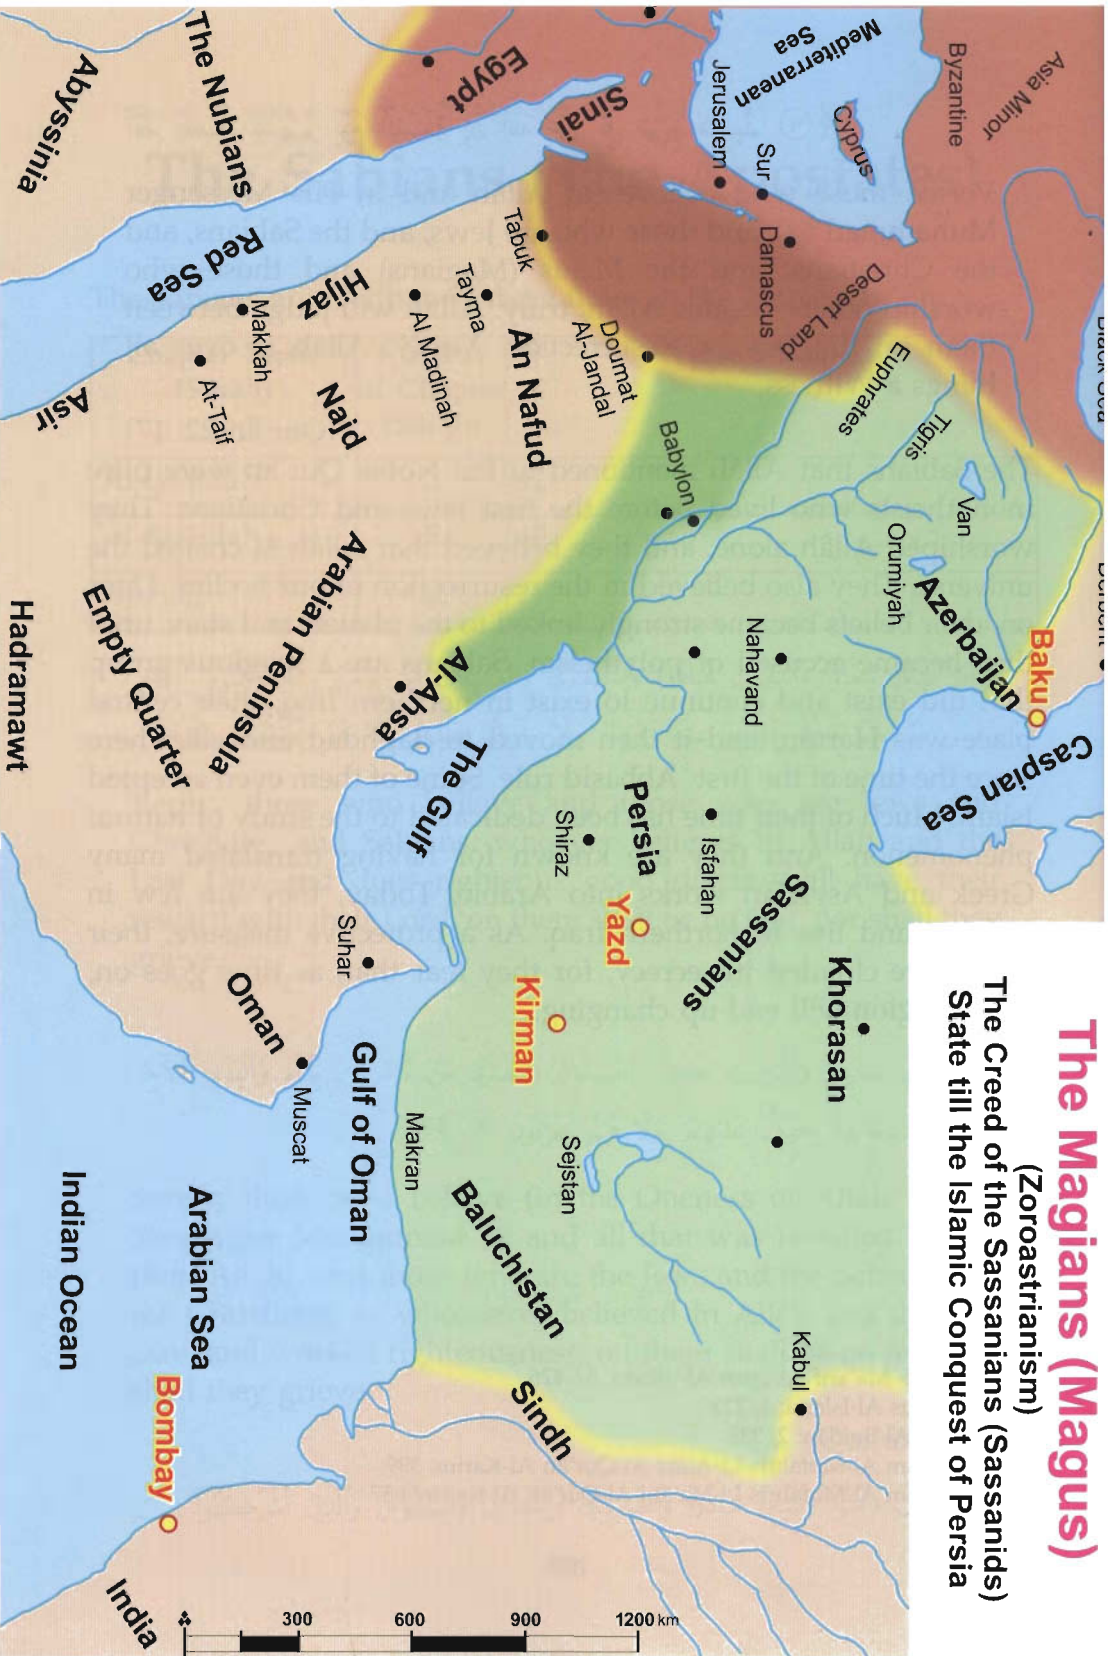 The Magians (Magus)
(Zoroastrianism)
The Creed of the Sassanians (Sassanids)
State till the Islamic Conquest of Persia
Asia Minor
Byzantine
Black Sea
Derbent
Mediterranean
Sea
Cyprus
Sur
Jerusalem
Damascus
Desert Land
Sinai
Egypt
Euphrates
Tigris
Van
Orumiyah
Azerbaijan
Baku
Caspian Sea
Tabuk
Tayma
Doumat
Al-Jandal
Babylon
Nahavand
The Nubians
Abyssinia
Red Sea
Hijaz
Al Madinah
An Nafud
Makkah
At-Taif
Najd
Asir
Arabian Peninsula
Empty Quarter
Hadramawt
Al-Ahsa
The Gulf
Persia
Shiraz
Isfahan
Yazd
Sassanians
Khorasan
Kirman
Suhar
Oman
Muscat
Gulf of Oman
Makran
Sejstan
Baluchistan
Kabul
Sindh
Arabian Sea
Indian Ocean
Bombay
India
300
600
900
1200 km